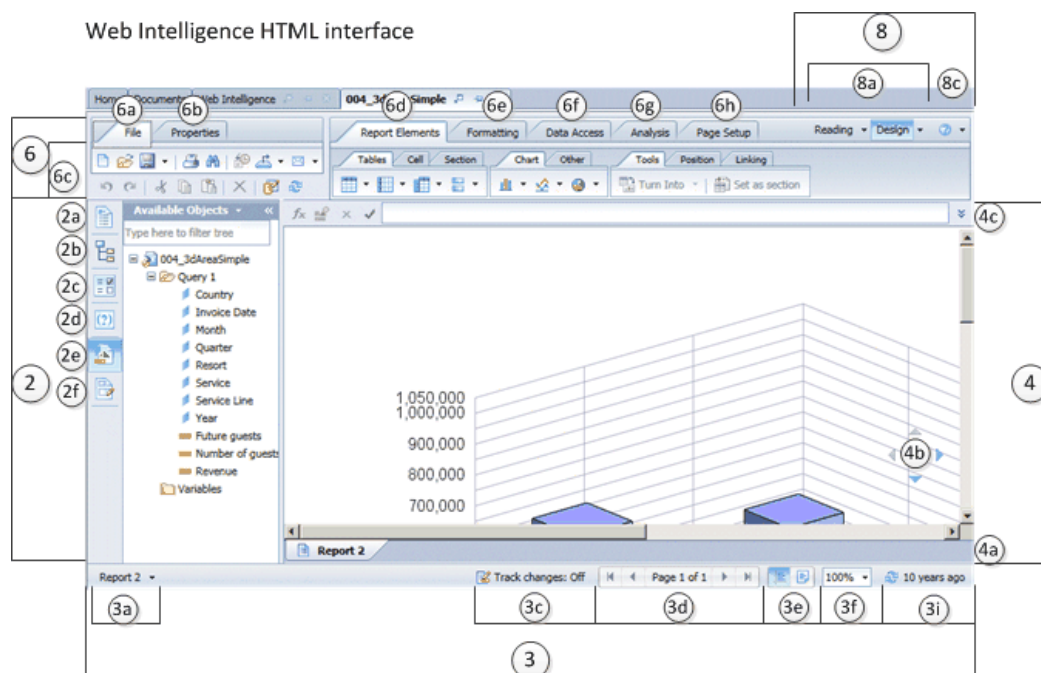 Web Intelligence HTML interface
8
8a
8c
Documents
Web Intelligence
6a
6b
6d
6e
6f
6g
6h
File
Properties
Report Elements
Formatting
Data Access
Analysis
Page Setup
Reading
Design
6
6c
Tables
Cell
Section
Chart
Other
Tools
Position
Linking
Turn Into
Set as section
2a
Available Objects
4c
Type here to filter tree
2b
004_3dAreaSimple
Query 1
2c
Country
Invoice Date
2d
Month
Quarter
2e
Resort
2
2f
Service
4
Service Line
Year
Future guests
Number of guests
Revenue
Variables
1,050,000
1,000,000
900,000
800,000
700,000
4b
Report 2
4a
Report 2
Track changes: Off
Page 1 of 1
100%
10 years ago
3a
3c
3d
3e
3f
3i
3